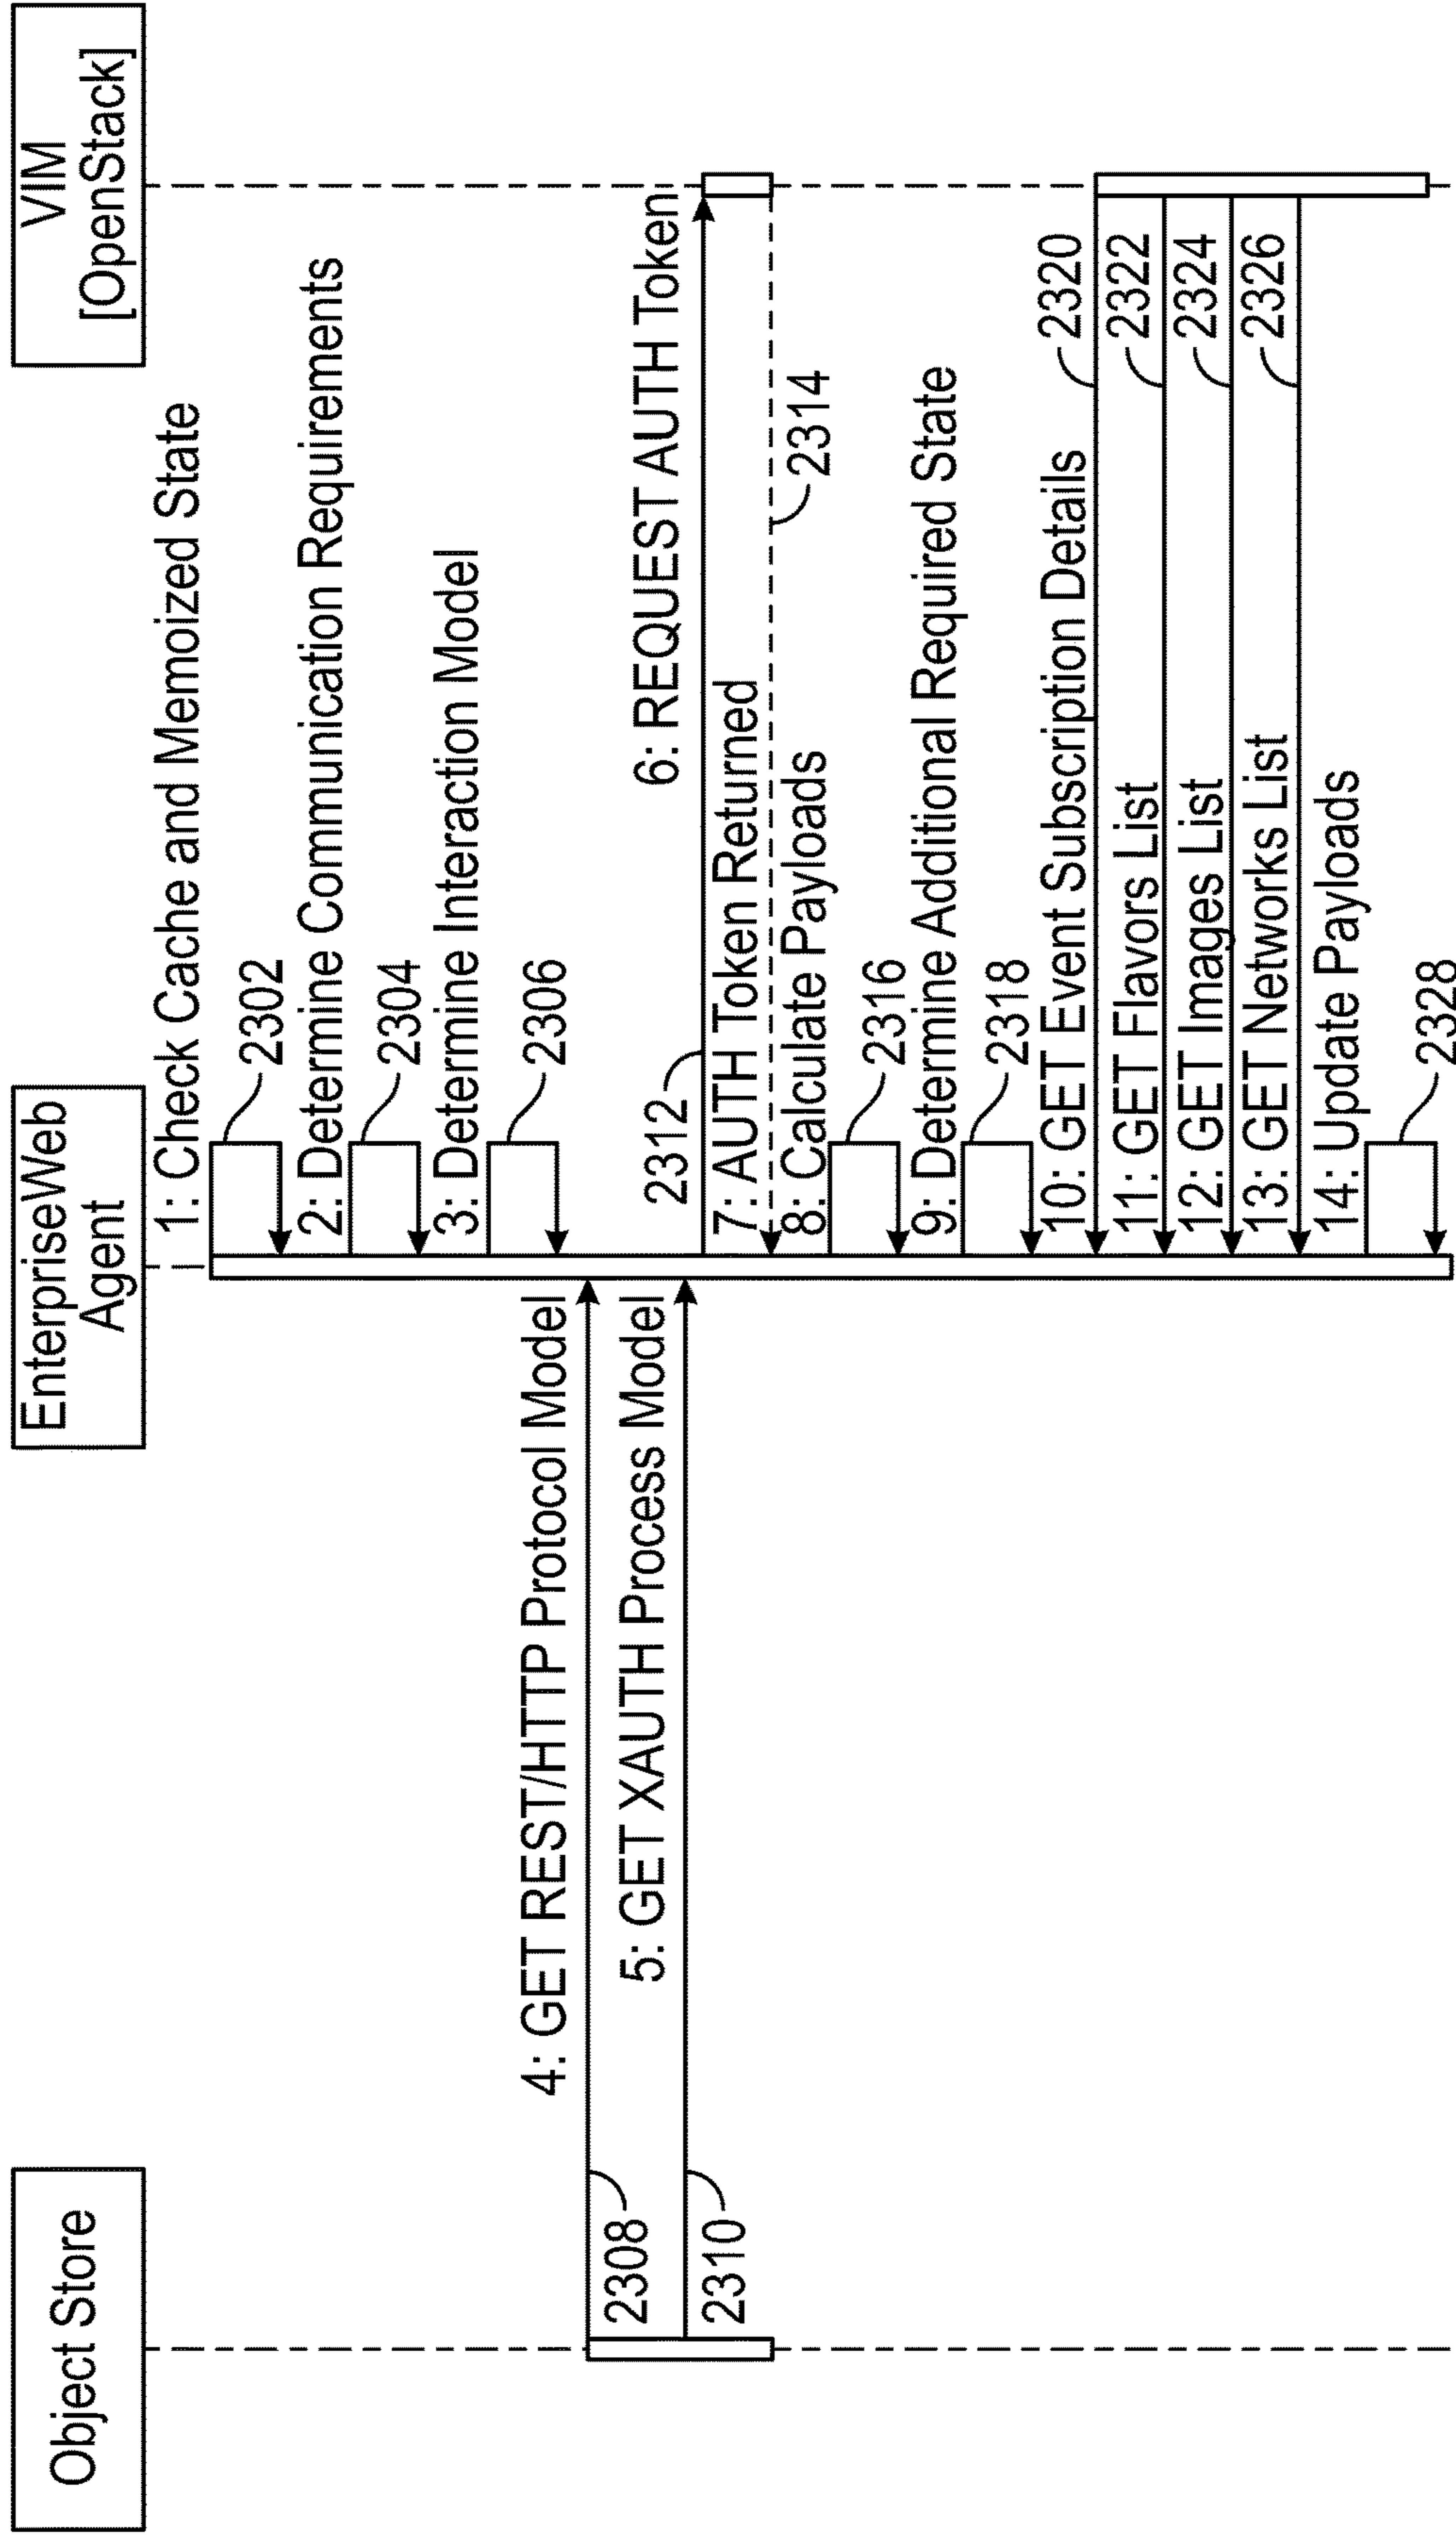 Object Store
EnterpriseWeb
Agent
VIM
[OpenStack]
1: Check Cache and Memoized State
2302
2: Determine Communication Requirements
2304
3: Determine Interaction Model
2306
4: GET REST/HTTP Protocol Model
2308
5: GET XAUTH Process Model
2310
6: REQUEST AUTH Token
2312
7: AUTH Token Returned
2314
8: Calculate Payloads
2316
9: Determine Additional Required State
2318
10: GET Event Subscription Details
2320
11: GET Flavors List
2322
12: GET Images List
2324
13: GET Networks List
2326
14: Update Payloads
2328